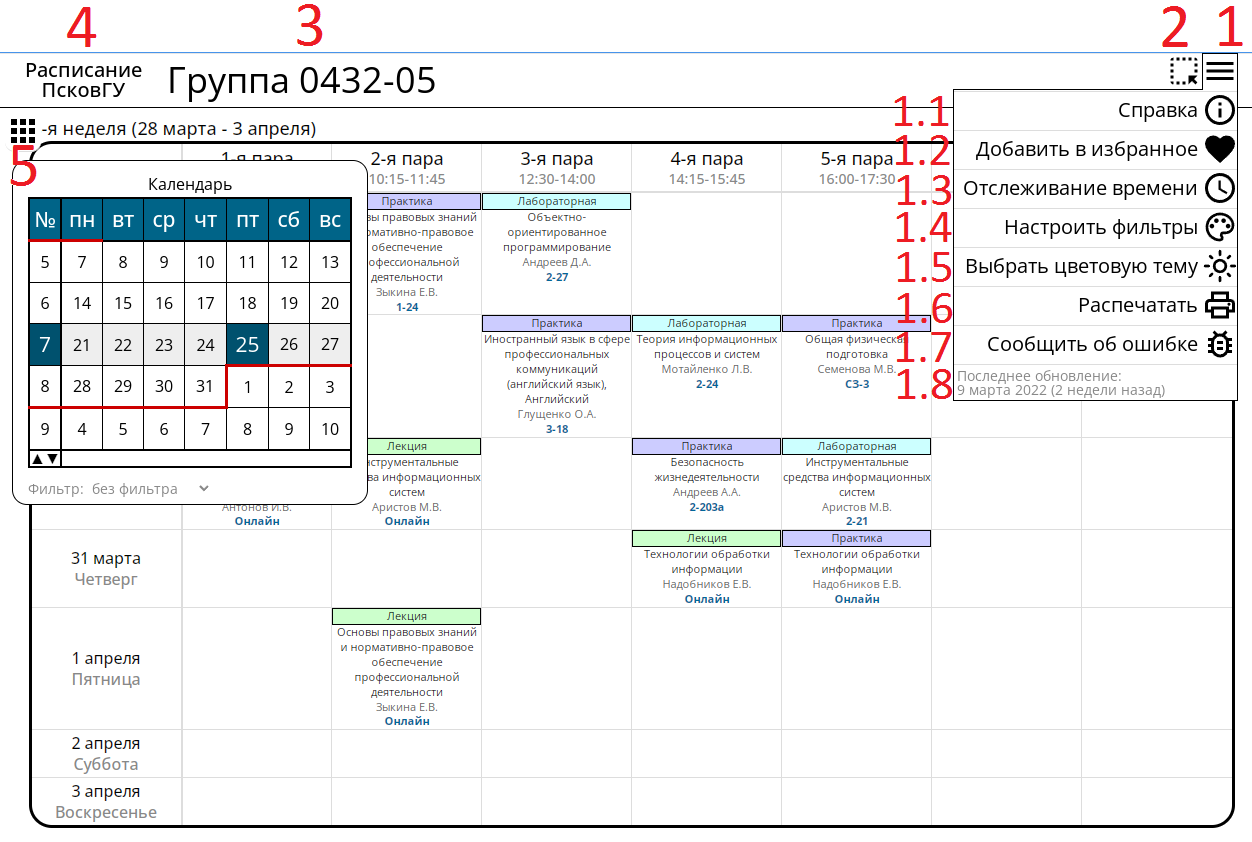 4
3
2
1
Расписание
ПсковГУ
Группа 0432-05
1.1
Справка
1.2
Добавить в избранное
1.3
Отслеживание времени
1.4
Настроить фильтры
1.5
Выбрать цветовую тему
1.6
Распечатать
1.7
Сообщить об ошибке
1.8
Последнее обновление:
9 марта 2022 (2 недели назад)
-я неделя (28 марта - 3 апреля)
5
Календарь
№ пн вт ср чт пт сб вс
5 7 8 9 10 11 12 13
6 14 15 16 17 18 19 20
7 21 22 23 24 25 26 27
8 28 29 30 31 1 2 3
9 4 5 6 7 8 9 10
▲▼
Фильтр: без фильтра
1-я пара
2-я пара
10:15-11:45
3-я пара
12:30-14:00
4-я пара
14:15-15:45
5-я пара
16:00-17:30
Практика
вы правовых знаний
рмативно-правовое
обеспечение
офессиональной
деятельности
Зыкина Е.В.
1-24
Лабораторная
Объектно-
ориентированное
программирование
Андреев Д.А.
2-27
Практика
Иностранный язык в сфере
профессиональных
коммуникаций
(английский язык),
Английский
Глущенко О.А.
3-18
Лабораторная
Теория информационных
процессов и систем
Мотайленко Л.В.
2-24
Практика
Общая физическа
подготовка
Семенова М.В.
СЗ-3
Антонов И.В.
Онлайн
Лекция
нструментальные
ва информационных
систем
Аристов М.В.
Онлайн
Практика
Безопасность
жизнедеятельности
Андреев А.А.
2-203а
Лабораторная
Инструментальные
средства информационных
систем
Аристов М.В.
2-21
31 марта
Четверг
Лекция
Технологии обработки
информации
Надобников Е.В.
Онлайн
Практика
Технологии обработки
информации
Надобников Е.В.
Онлайн
1 апреля
Пятница
Лекция
Основы правовых знаний
и нормативно-правовое
обеспечение
профессиональной
деятельности
Зыкина Е.В.
Онлайн
2 апреля
Суббота
3 апреля
Воскресенье